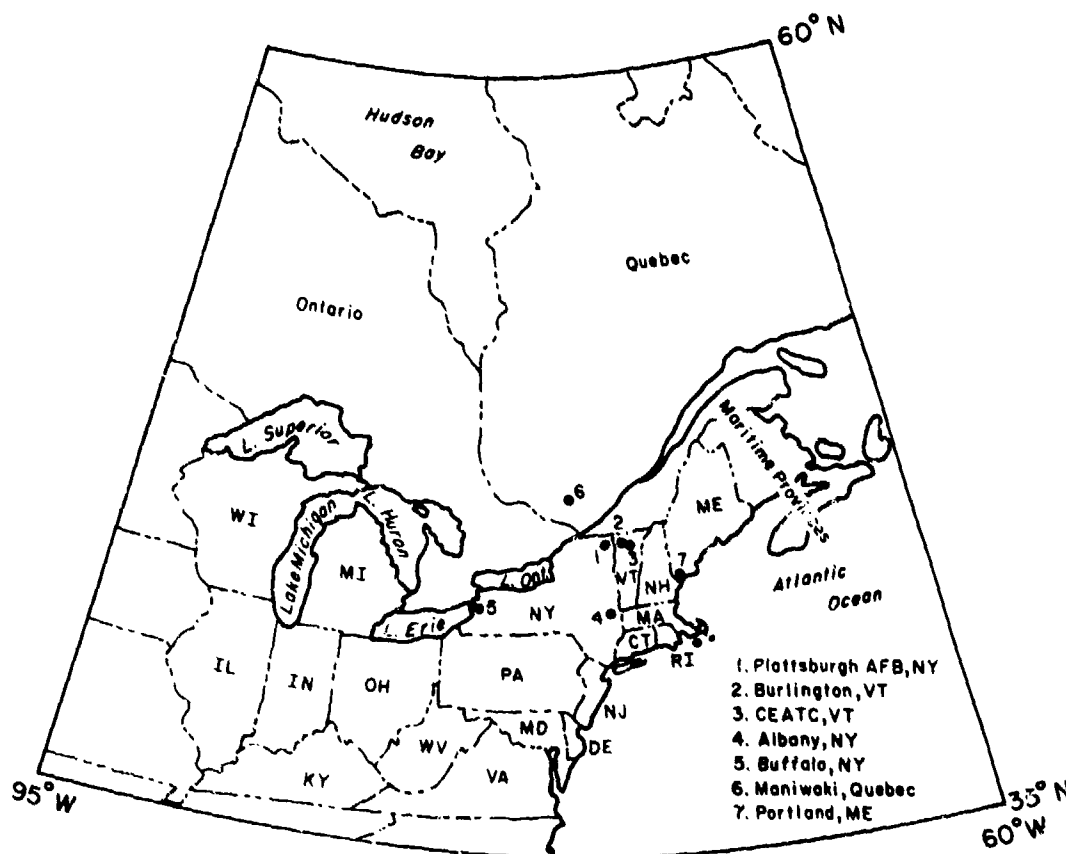 60° N
Hudson
Bay
Quebec
Ontario
Maritime Provinces
L. Superior
6
ME
WI
Lake Michigan
L. Huron
2
1
3
7
VT
NH
MI
L. Ont.
Atlantic
Ocean
5
NY
4
MA
L. Erie
CT
RI
IL
IN
OH
PA
NJ
MD
DE
WV
KY
VA
1. Plattsburgh AFB, NY
2. Burlington, VT
3. CEATC, VT
4. Albany, NY
5. Buffalo, NY
6. Maniwaki, Quebec
7. Portland, ME
95° W
35° N
60° W